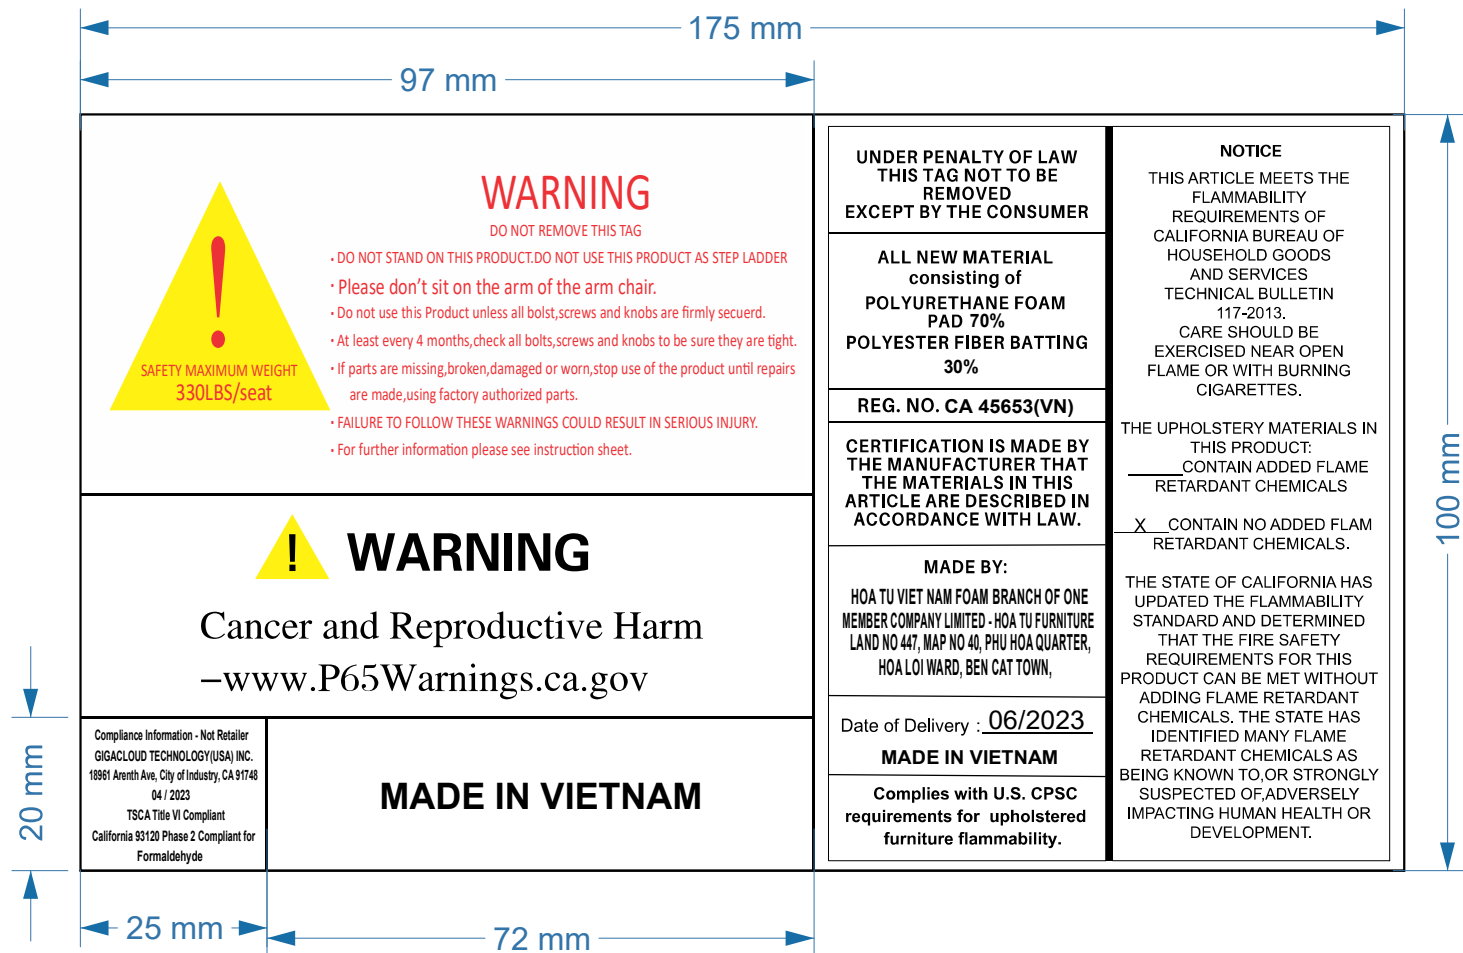 175 mm
97 mm
WARNING
DO NOT REMOVE THIS TAG
· DO NOT STAND ON THIS PRODUCT.DO NOT USE THIS PRODUCT AS STEP LADDER
· Please don't sit on the arm of the arm chair.
· Do not use this Product unless all bolst,screws and knobs are firmly secuerd.
· At least every 4 months,check all bolts,screws and knobs to be sure they are tight.
· If parts are missing,broken,damaged or worn,stop use of the product until repairs
are made,using factory authorized parts.
· FAILURE TO FOLLOW THESE WARNINGS COULD RESULT IN SERIOUS INJURY.
· For further information please see instruction sheet.
!
SAFETY MAXIMUM WEIGHT
330LBS/seat
! WARNING
Cancer and Reproductive Harm
–www.P65Warnings.ca.gov
Compliance Information - Not Retailer
GIGACLOUD TECHNOLOGY(USA) INC.
18961 Arenth Ave, City of Industry, CA 91748
04 / 2023
TSCA Title VI Compliant
California 93120 Phase 2 Compliant for
Formaldehyde
MADE IN VIETNAM
UNDER PENALTY OF LAW
THIS TAG NOT TO BE
REMOVED
EXCEPT BY THE CONSUMER
ALL NEW MATERIAL
consisting of
POLYURETHANE FOAM
PAD 70%
POLYESTER FIBER BATTING
30%
REG. NO. CA 45653(VN)
CERTIFICATION IS MADE BY
THE MANUFACTURER THAT
THE MATERIALS IN THIS
ARTICLE ARE DESCRIBED IN
ACCORDANCE WITH LAW.
MADE BY:
HOA TU VIET NAM FOAM BRANCH OF ONE
MEMBER COMPANY LIMITED - HOA TU FURNITURE
LAND NO 447, MAP NO 40, PHU HOA QUARTER,
HOA LOI WARD, BEN CAT TOWN,
Date of Delivery : 06/2023
MADE IN VIETNAM
Complies with U.S. CPSC
requirements for upholstered
furniture flammability.
NOTICE
THIS ARTICLE MEETS THE
FLAMMABILITY
REQUIREMENTS OF
CALIFORNIA BUREAU OF
HOUSEHOLD GOODS
AND SERVICES
TECHNICAL BULLETIN
117-2013.
CARE SHOULD BE
EXERCISED NEAR OPEN
FLAME OR WITH BURNING
CIGARETTES.
THE UPHOLSTERY MATERIALS IN
THIS PRODUCT:
____CONTAIN ADDED FLAME
RETARDANT CHEMICALS
__X__CONTAIN NO ADDED FLAM
RETARDANT CHEMICALS.
THE STATE OF CALIFORNIA HAS
UPDATED THE FLAMMABILITY
STANDARD AND DETERMINED
THAT THE FIRE SAFETY
REQUIREMENTS FOR THIS
PRODUCT CAN BE MET WITHOUT
ADDING FLAME RETARDANT
CHEMICALS. THE STATE HAS
IDENTIFIED MANY FLAME
RETARDANT CHEMICALS AS
BEING KNOWN TO,OR STRONGLY
SUSPECTED OF,ADVERSELY
IMPACTING HUMAN HEALTH OR
DEVELOPMENT.
100 mm
20 mm
25 mm
72 mm